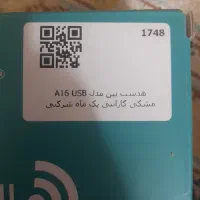 1748
هدست بین مدل A16 USB
مشکی گارانتی یک ماه شرکتی